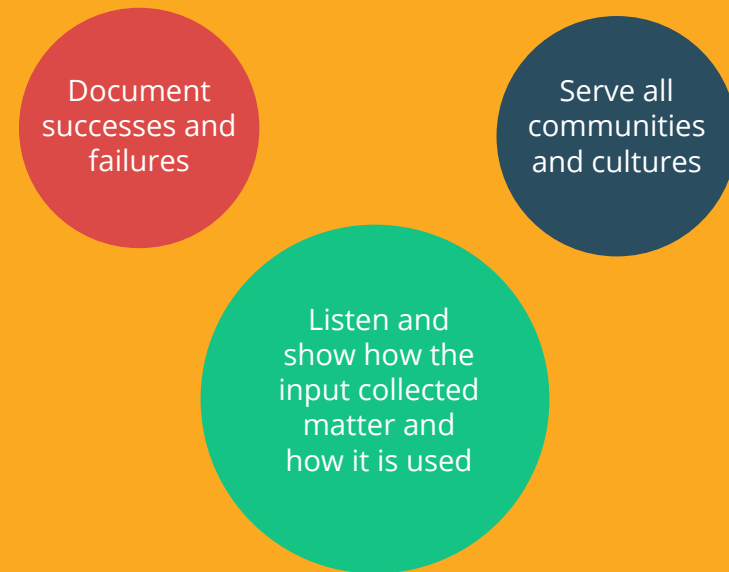 Document
successes and
failures
Serve all
communities
and cultures
Listen and
show how the
input collected
matter and
how it is used